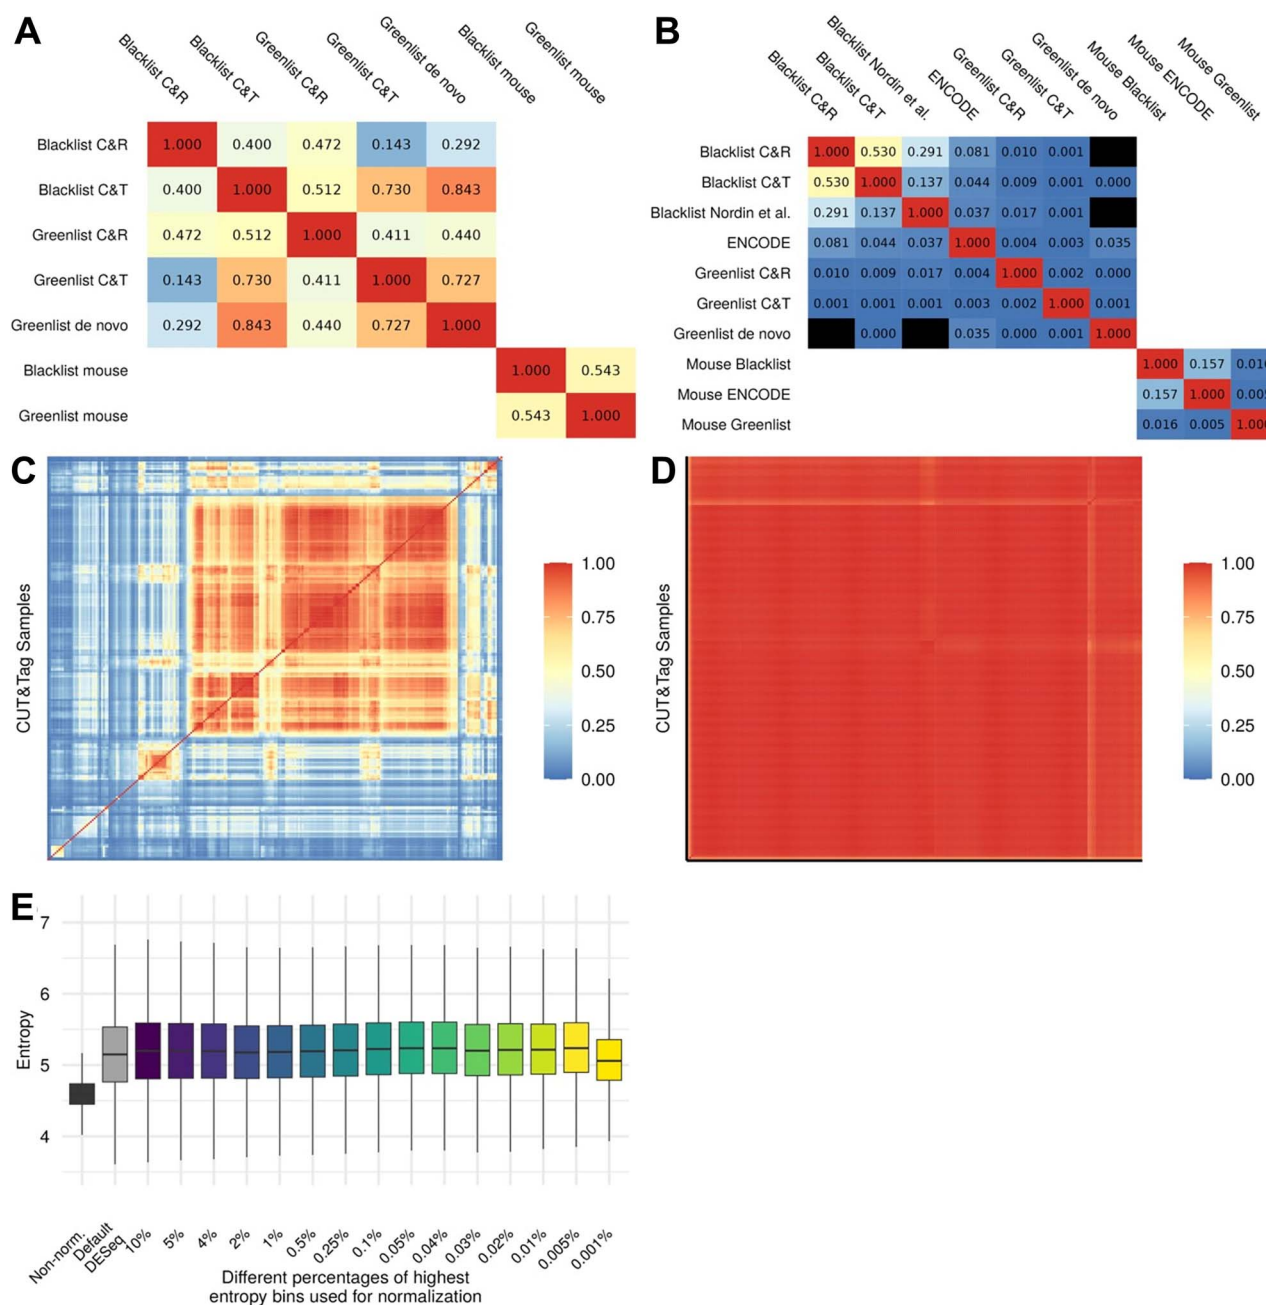 A
Blacklist C&R
Blacklist C&T
Greenlist C&R
Greenlist C&T
Greenlist de novo
Blacklist mouse
Greenlist mouse
Blacklist C&R 1.000 0.400 0.472 0.143 0.292
Blacklist C&T 0.400 1.000 0.512 0.730 0.843
Greenlist C&R 0.472 0.512 1.000 0.411 0.440
Greenlist C&T 0.143 0.730 0.411 1.000 0.727
Greenlist de novo 0.292 0.843 0.440 0.727 1.000
Blacklist mouse 1.000 0.543
Greenlist mouse 0.543 1.000
B
Blacklist C&R
Blacklist C&T
Blacklist Nordin et al.
ENCODE
Greenlist C&R
Greenlist C&T
Greenlist de novo
Mouse Blacklist
Mouse ENCODE
Mouse Greenlist
Blacklist C&R 1.000 0.530 0.291 0.081 0.010 0.001
Blacklist C&T 0.530 1.000 0.137 0.044 0.009 0.001 0.000
Blacklist Nordin et al. 0.291 0.137 1.000 0.037 0.017 0.001
ENCODE 0.081 0.044 0.037 1.000 0.004 0.003 0.035
Greenlist C&R 0.010 0.009 0.017 0.004 1.000 0.002 0.000
Greenlist C&T 0.001 0.001 0.001 0.003 0.002 1.000 0.001
Greenlist de novo 0.000 0.035 0.000 0.001 1.000
Mouse Blacklist 1.000 0.157
Mouse ENCODE 0.157 1.000
Mouse Greenlist 0.016 0.005
C
CUT&Tag Samples
1.00
0.75
0.50
0.25
0.00
D
CUT&Tag Samples
1.00
0.75
0.50
0.25
0.00
E
Entropy
7
6
5
4
Non-norm.
Default
DESeq
10%
5%
4%
2%
1%
0.5%
0.25%
0.1%
0.05%
0.04%
0.03%
0.02%
0.01%
0.005%
0.001%
Different percentages of highest
entropy bins used for normalization